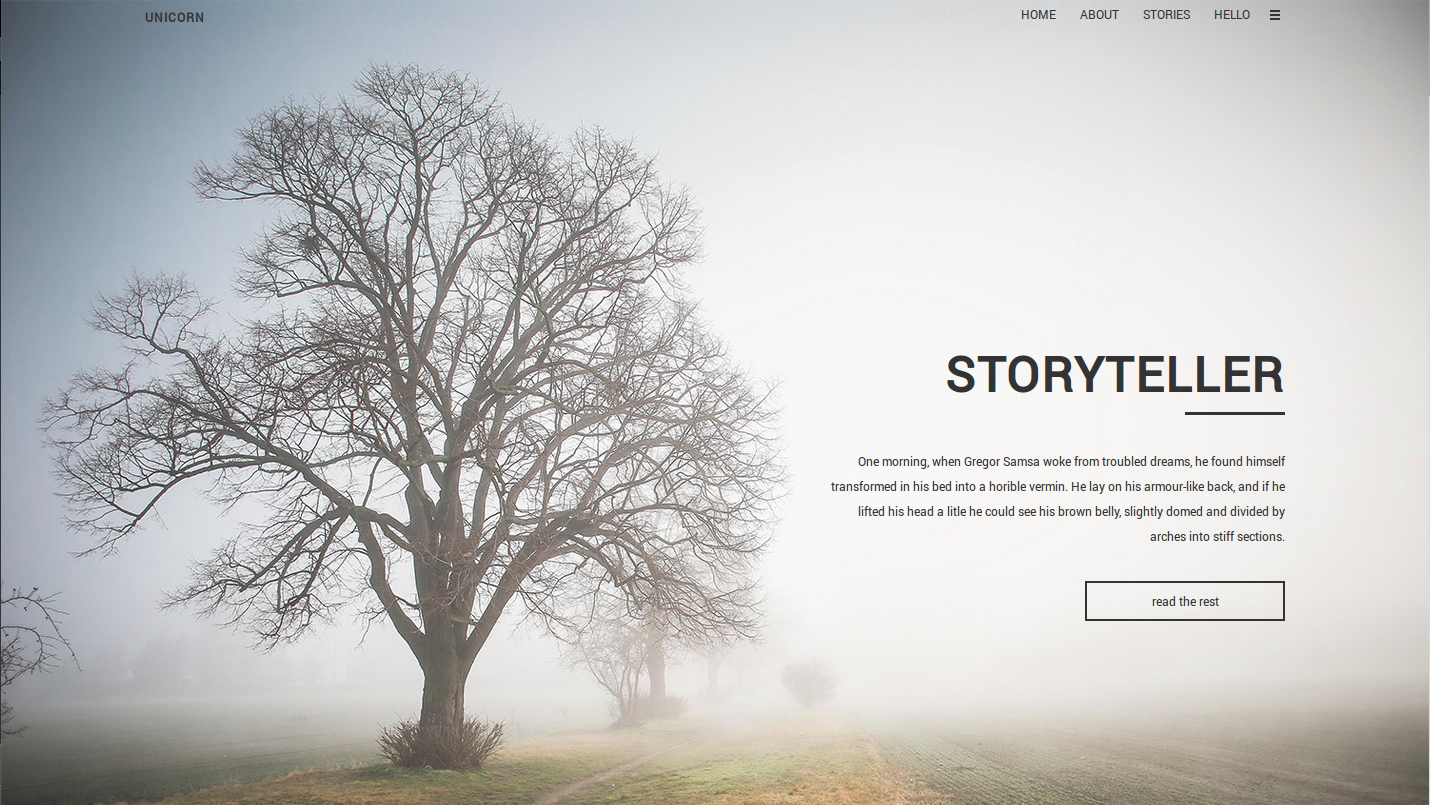 UNICORN
HOME ABOUT STORIES HELLO
STORYTELLER
One morning, when Gregor Samsa woke from troubled dreams, he found himself
transformed in his bed into a horible vermin. He lay on his armour-like back, and if he
lifted his head a litle he could see his brown belly, slightly domed and divided by
arches into stiff sections.
read the rest